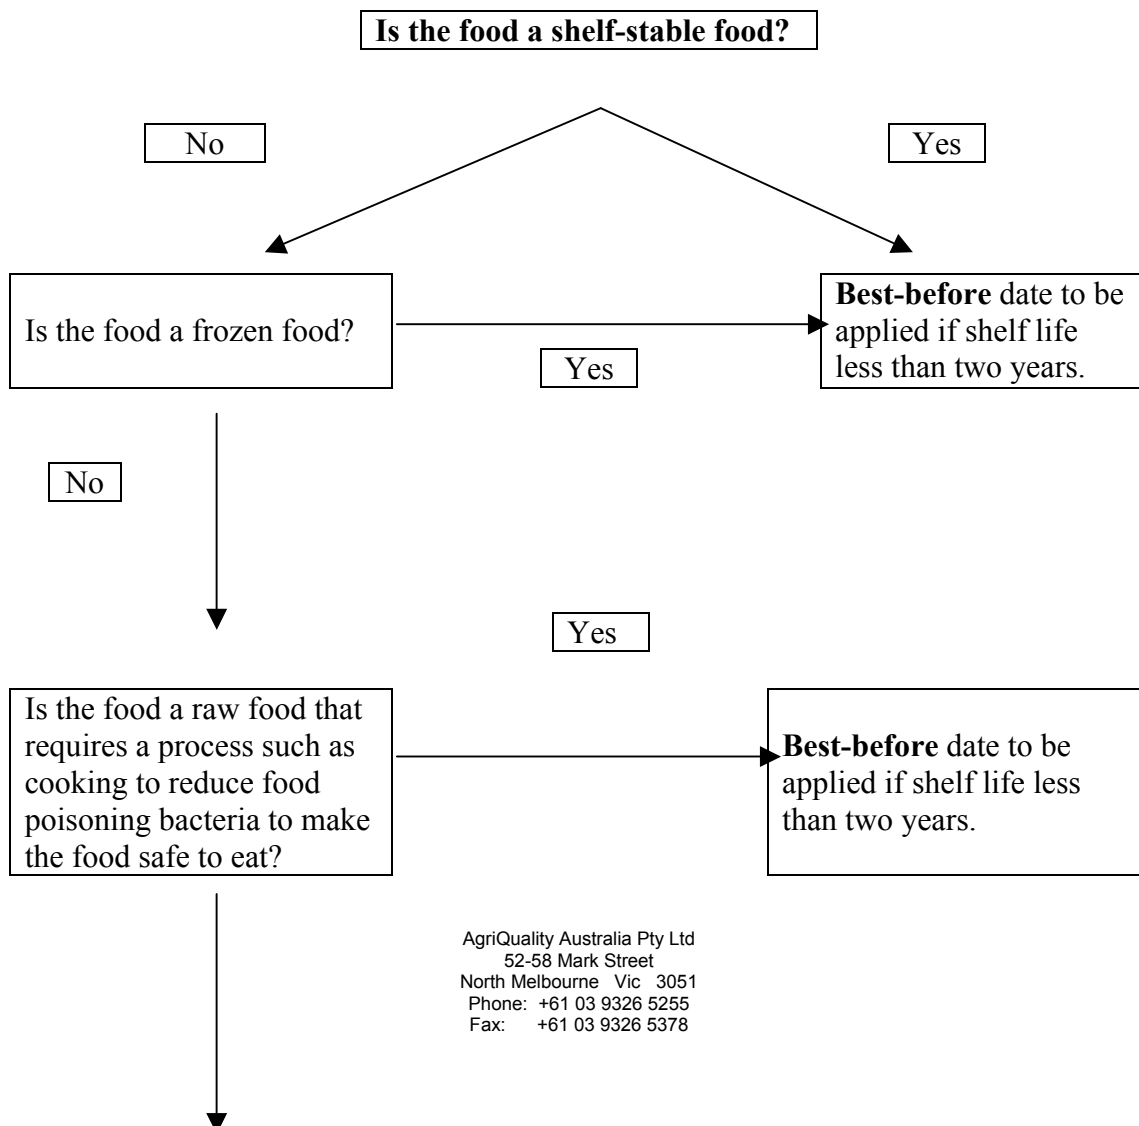 Is the food a shelf-stable food?
No
Yes
Is the food a frozen food?
Yes
Best-before date to be
applied if shelf life
less than two years.
No
Yes
Is the food a raw food that
requires a process such as
cooking to reduce food
poisoning bacteria to make
the food safe to eat?
Best-before date to be
applied if shelf life less
than two years.
AgriQuality Australia Pty Ltd
52-58 Mark Street
North Melbourne Vic 3051
Phone: +61 03 9326 5255
Fax: +61 03 9326 5378